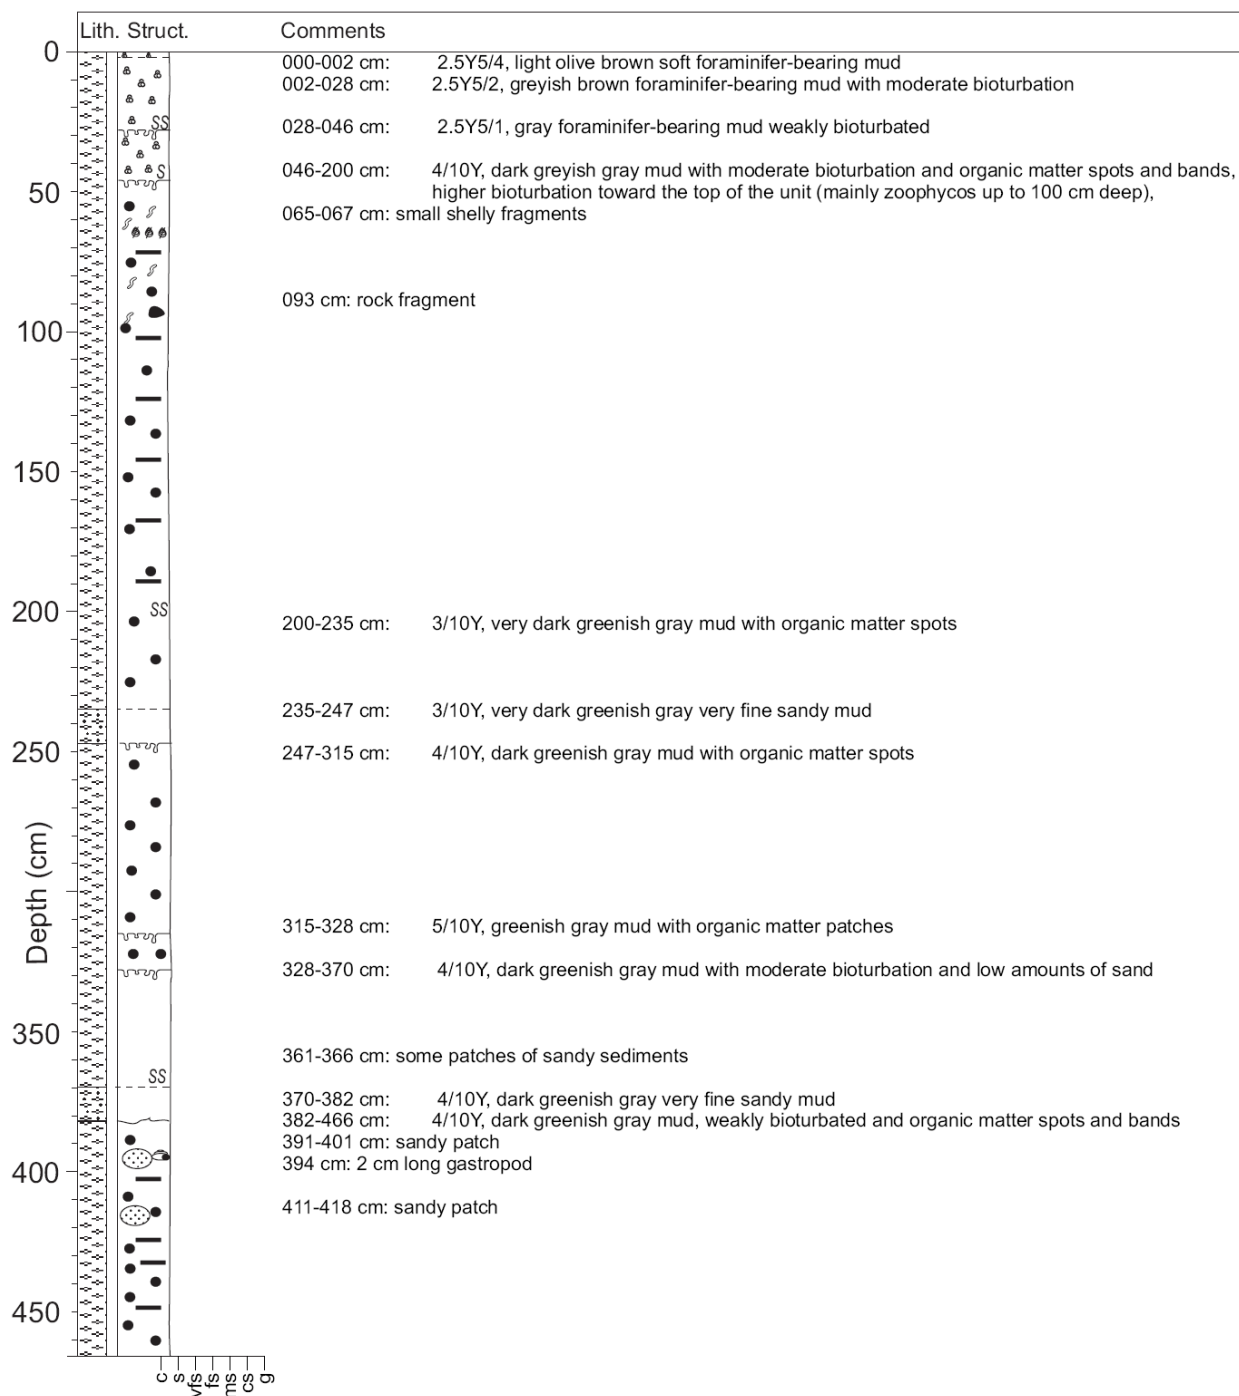 Lith. Struct. Comments
0
000-002 cm: 2.5Y5/4, light olive brown soft foraminifer-bearing mud
002-028 cm: 2.5Y5/2, greyish brown foraminifer-bearing mud with moderate bioturbation
SS
028-046 cm: 2.5Y5/1, gray foraminifer-bearing mud weakly bioturbated
S
046-200 cm: 4/10Y, dark greyish gray mud with moderate bioturbation and organic matter spots and bands,
50
higher bioturbation toward the top of the unit (mainly zoophycos up to 100 cm deep),
065-067 cm: small shelly fragments
093 cm: rock fragment
100
150
200
SS
200-235 cm: 3/10Y, very dark greenish gray mud with organic matter spots
235-247 cm: 3/10Y, very dark greenish gray very fine sandy mud
250
247-315 cm: 4/10Y, dark greenish gray mud with organic matter spots
Depth (cm)
315-328 cm: 5/10Y, greenish gray mud with organic matter patches
328-370 cm: 4/10Y, dark greenish gray mud with moderate bioturbation and low amounts of sand
350
361-366 cm: some patches of sandy sediments
SS
370-382 cm: 4/10Y, dark greenish gray very fine sandy mud
382-466 cm: 4/10Y, dark greenish gray mud, weakly bioturbated and organic matter spots and bands
391-401 cm: sandy patch
394 cm: 2 cm long gastropod
400
411-418 cm: sandy patch
450
c
s
vfs
fs
ms
cs
g